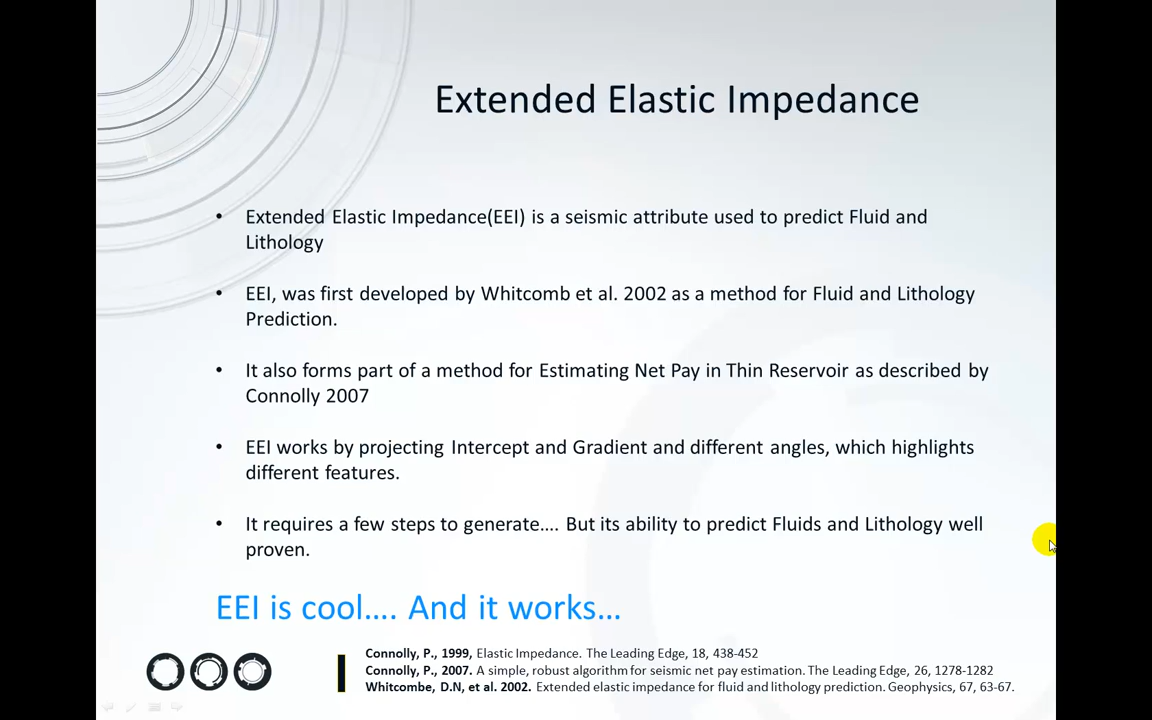 Extended Elastic Impedance
• Extended Elastic Impedance(EEI) is a seismic attribute used to predict Fluid and
Lithology
• EEI, was first developed by Whitcomb et al. 2002 as a method for Fluid and Lithology
Prediction.
• It also forms part of a method for Estimating Net Pay in Thin Reservoir as described by
Connolly 2007
• EEI works by projecting Intercept and Gradient and different angles, which highlights
different features.
• It requires a few steps to generate.... But its ability to predict Fluids and Lithology well
proven.
EEI is cool.... And it works...
Connolly, P., 1999, Elastic Impedance. The Leading Edge, 18, 438-452
Connolly, P., 2007. A simple, robust algorithm for seismic net pay estimation. The Leading Edge, 26, 1278-1282
Whitcombe, D.N, et al. 2002. Extended elastic impedance for fluid and lithology prediction. Geophysics, 67, 63-67.